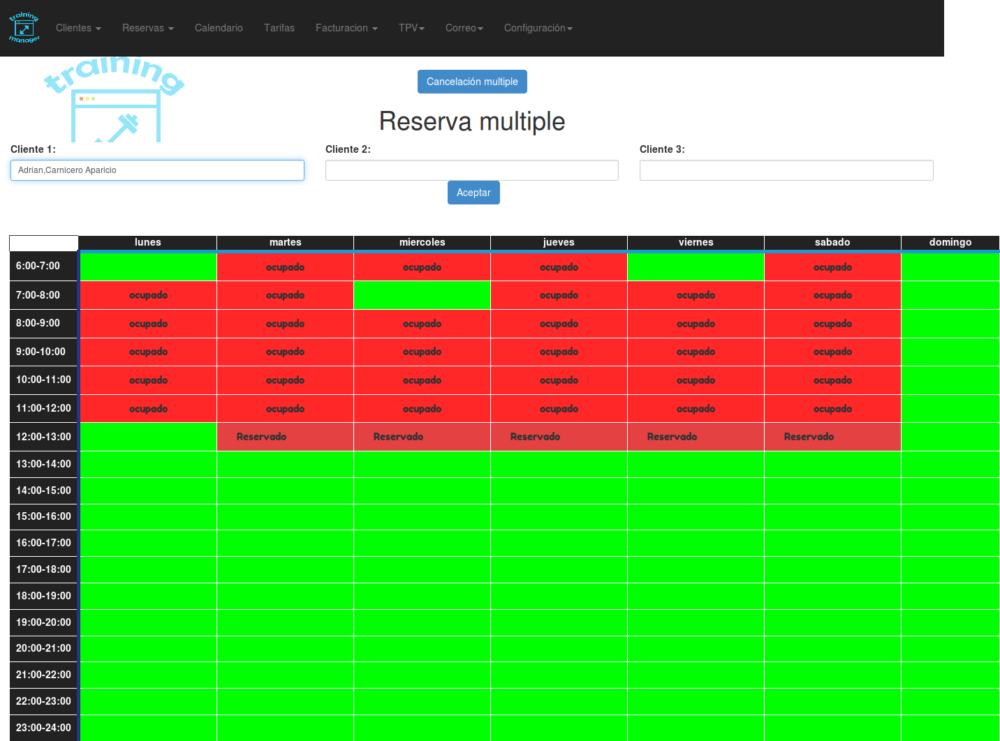 training
manager
Clientes Reservas Calendario Tarifas Facturacion TPV Correo Configuración
training
Cancelación multiple
Reserva multiple
Cliente 1: Cliente 2: Cliente 3:
Adrian,Carnicero Aparicio
Aceptar
lunes martes miercoles jueves viernes sabado domingo
6:00-7:00 ocupado ocupado ocupado ocupado
7:00-8:00 ocupado ocupado ocupado ocupado ocupado
8:00-9:00 ocupado ocupado ocupado ocupado ocupado ocupado
9:00-10:00 ocupado ocupado ocupado ocupado ocupado ocupado
10:00-11:00 ocupado ocupado ocupado ocupado ocupado ocupado
11:00-12:00 ocupado ocupado ocupado ocupado ocupado ocupado
12:00-13:00 Reservado Reservado Reservado Reservado Reservado
13:00-14:00
14:00-15:00
15:00-16:00
16:00-17:00
17:00-18:00
18:00-19:00
19:00-20:00
20:00-21:00
21:00-22:00
22:00-23:00
23:00-24:00